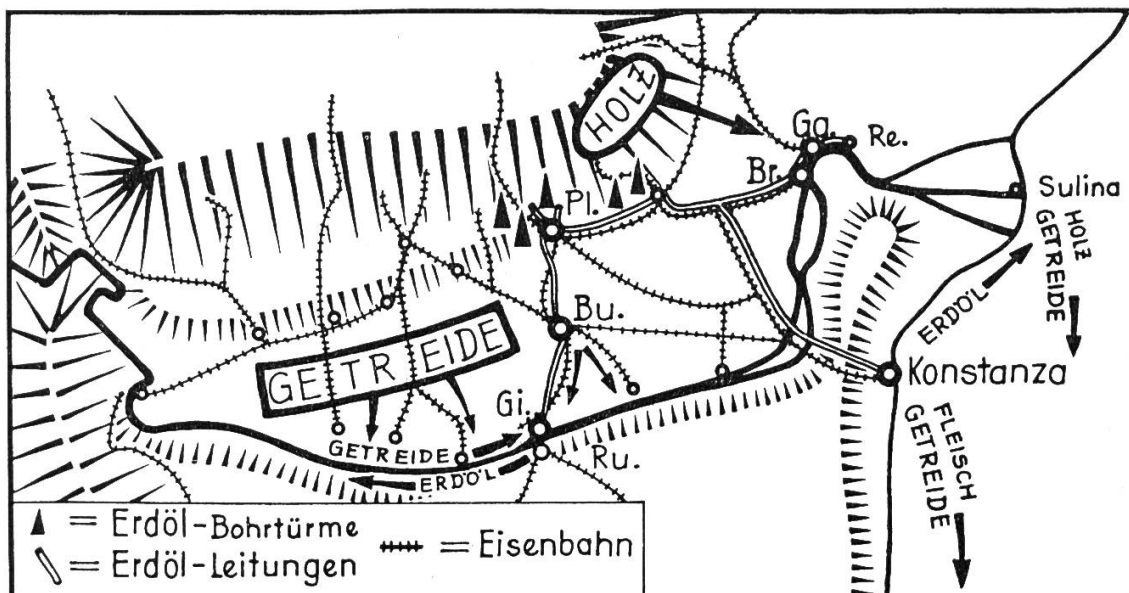 HOLZ
Ga.
Re.
Br.
Sulina
Pl.
HOLZ
GETREIDE
ERDÖL
Bu.
GETREIDE
Konstanza
Gi.
GETREIDE
FLEISCH
GETREIDE
Ru.
ERDÖL
= Erdöl-Bohrtürme
= Eisenbahn
= Erdöl-Leitungen